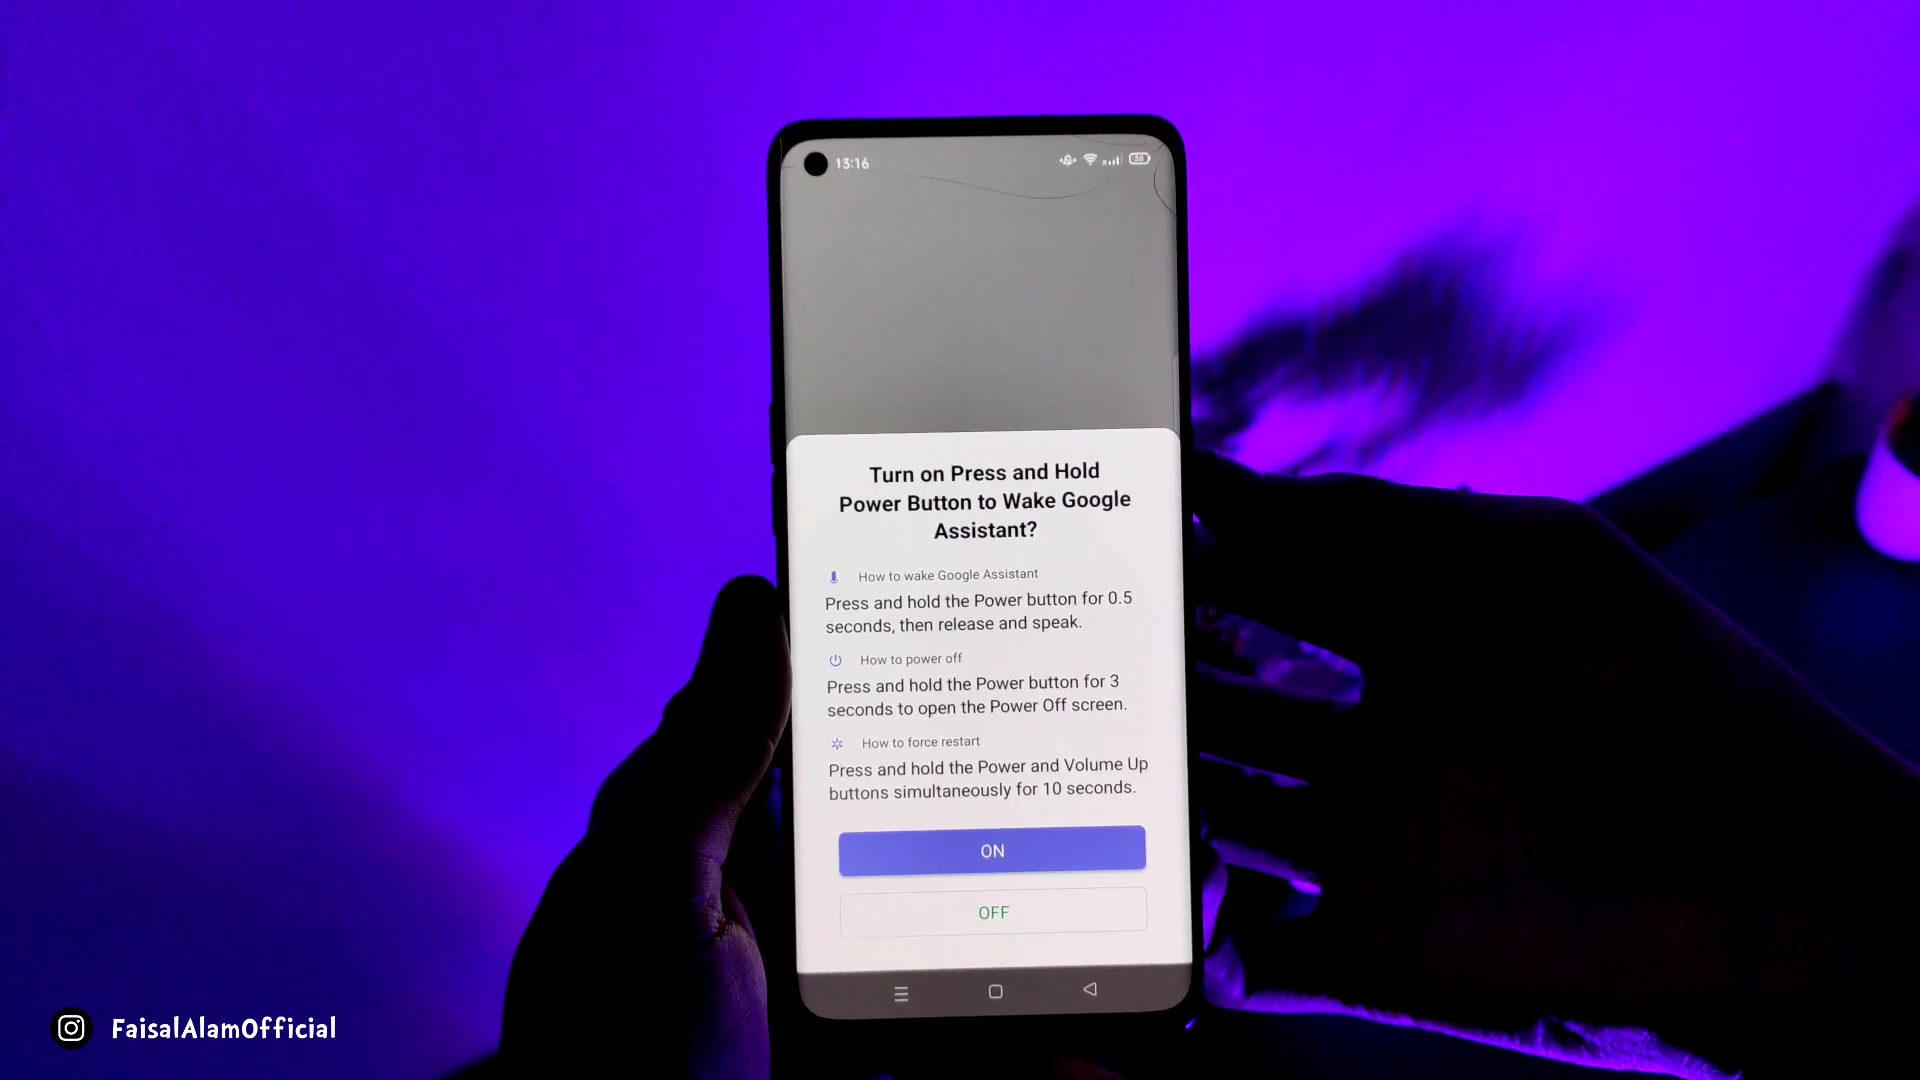 13:16
38
Turn on Press and Hold
Power Button to Wake Google
Assistant?
How to wake Google Assistant
Press and hold the Power button for 0.5
seconds, then release and speak.
How to power off
Press and hold the Power button for 3
seconds to open the Power Off screen.
How to force restart
Press and hold the Power and Volume Up
buttons simultaneously for 10 seconds.
ON
OFF
FaisalAlamOfficial